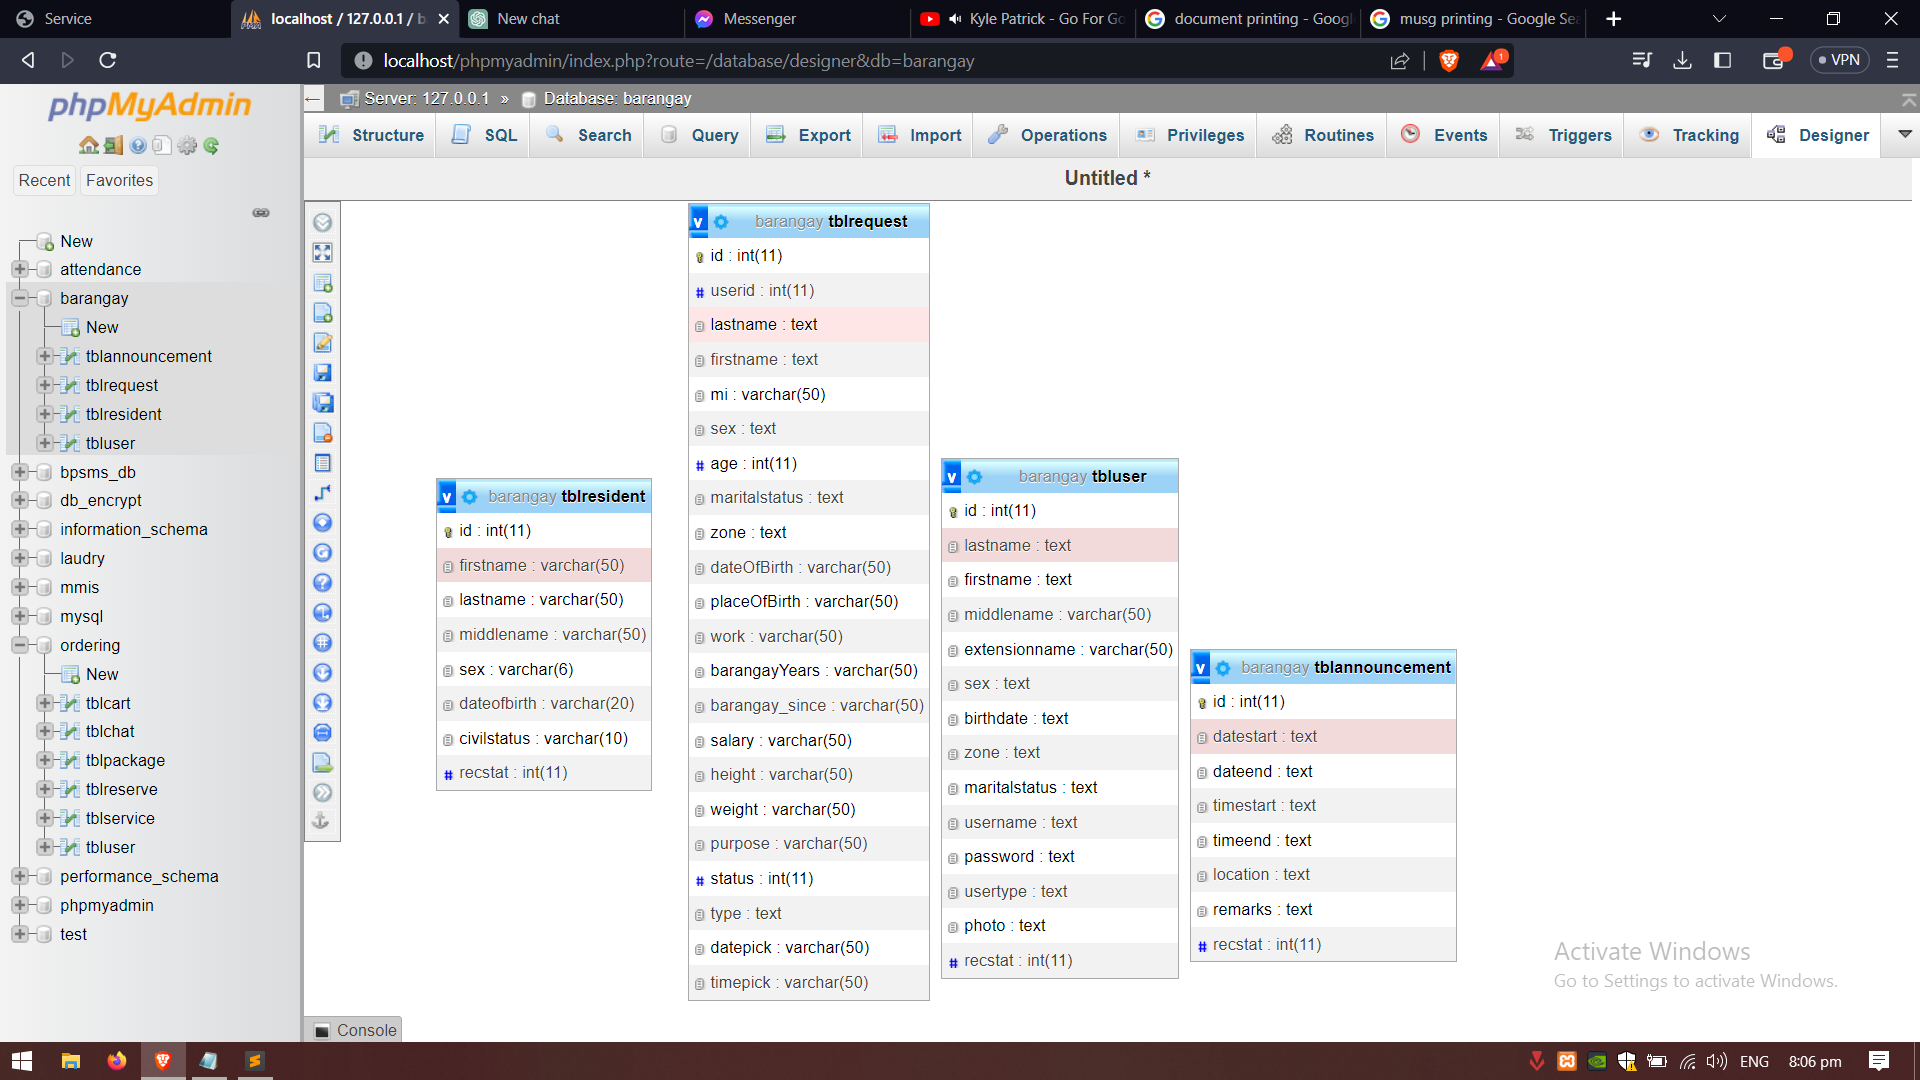 Service
localhost / 127.0.0.1 / b
New chat
Messenger
Kyle Patrick - Go For Go
document printing - Googl
musg printing - Google Sea
localhost/phpmyadmin/index.php?route=/database/designer&db=barangay
1
VPN
phpMyAdmin
Recent
Favorites
New
attendance
barangay
New
tblannouncement
tblrequest
tblresident
tbluser
bpsms_db
db_encrypt
information_schema
laudry
mmis
mysql
ordering
New
tblcart
tblchat
tblpackage
tblreserve
tblservice
tbluser
performance_schema
phpmyadmin
test
Server: 127.0.0.1 » Database: barangay
Structure
SQL
Search
Query
Export
Import
Operations
Privileges
Routines
Events
Triggers
Tracking
Designer
Untitled *
v barangay tblresident
id : int(11)
firstname : varchar(50)
lastname : varchar(50)
middlename : varchar(50)
sex : varchar(6)
dateofbirth : varchar(20)
civilstatus : varchar(10)
# recstat : int(11)
v barangay tblrequest
id : int(11)
# userid : int(11)
lastname : text
firstname : text
mi : varchar(50)
sex : text
# age : int(11)
maritalstatus : text
zone : text
dateOfBirth : varchar(50)
placeOfBirth : varchar(50)
work : varchar(50)
barangayYears : varchar(50)
barangay_since : varchar(50)
salary : varchar(50)
height : varchar(50)
weight : varchar(50)
purpose : varchar(50)
# status : int(11)
type : text
datepick : varchar(50)
timepick : varchar(50)
v barangay tbluser
id : int(11)
lastname : text
firstname : text
middlename : varchar(50)
extensionname : varchar(50)
sex : text
birthdate : text
zone : text
maritalstatus : text
username : text
password : text
usertype : text
photo : text
# recstat : int(11)
v barangay tblannouncement
id : int(11)
datestart : text
dateend : text
timestart : text
timeend : text
location : text
remarks : text
# recstat : int(11)
Activate Windows
Go to Settings to activate Windows.
Console
ENG
8:06 pm